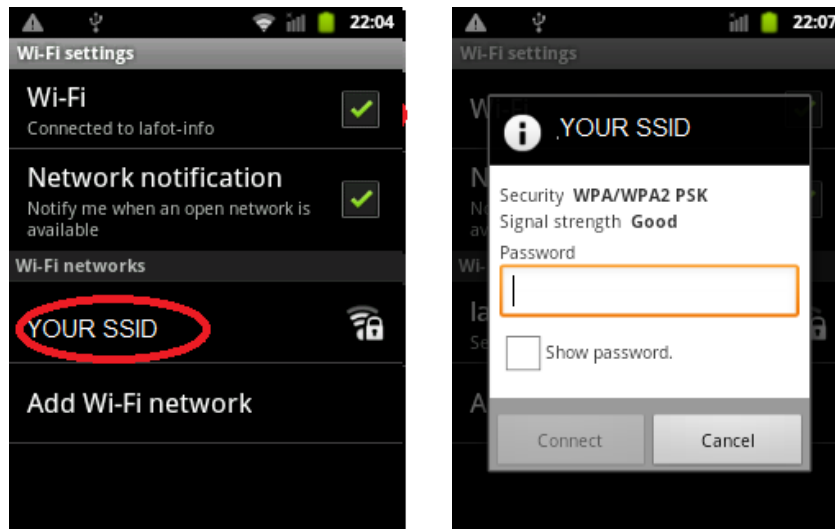 22:04
Wi-Fi settings
Wi-Fi
Connected to lafot-info
Network notification
Notify me when an open network is
available
Wi-Fi networks
YOUR SSID
Add Wi-Fi network
22:07
Wi-Fi settings
YOUR SSID
Security WPA/WPA2 PSK
Signal strength Good
Password
Show password.
Connect
Cancel